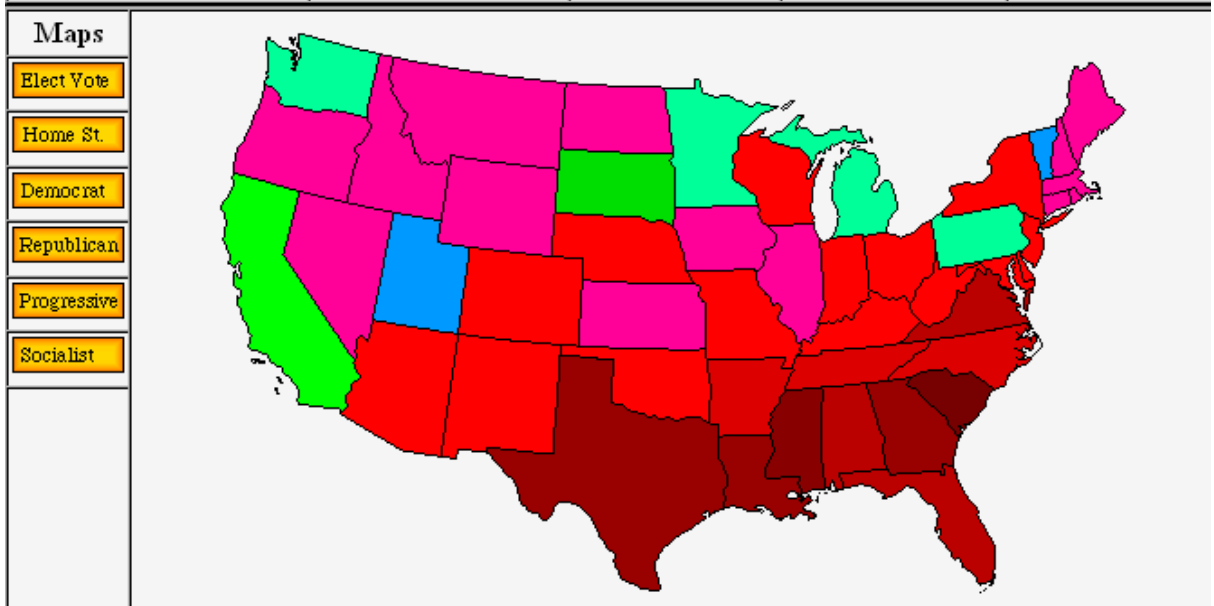 Maps
Elect Vote
Home St.
Democrat
Republican
Progressive
Socialist